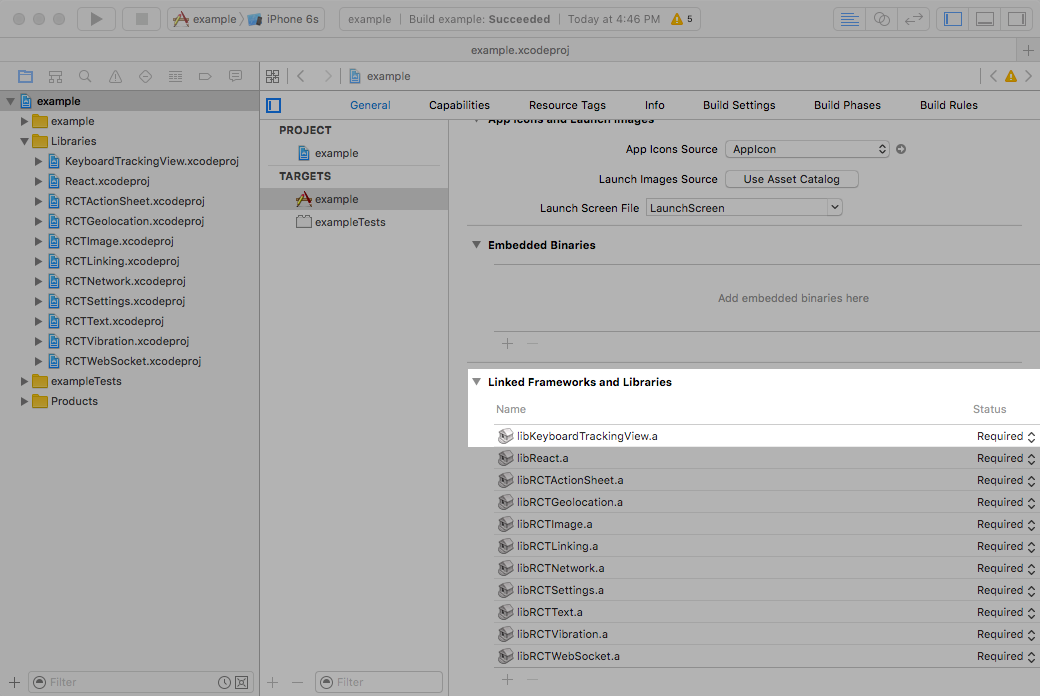 example iPhone 6s example Build example: Succeeded Today at 4:46 PM 5
example.xcodeproj
example
General Capabilities Resource Tags Info Build Settings Build Phases Build Rules
example
example
Libraries
KeyboardTrackingView.xcodeproj
React.xcodeproj
RCTActionSheet.xcodeproj
RCTGeolocation.xcodeproj
RCTImage.xcodeproj
RCTLinking.xcodeproj
RCTNetwork.xcodeproj
RCTSettings.xcodeproj
RCTText.xcodeproj
RCTVibration.xcodeproj
RCTWebSocket.xcodeproj
exampleTests
Products
Filter
PROJECT
example
TARGETS
example
exampleTests
Filter
App Icons and Launch Images
App Icons Source AppIcon
Launch Images Source Use Asset Catalog
Launch Screen File LaunchScreen
Embedded Binaries
Add embedded binaries here
Linked Frameworks and Libraries
Name Status
libKeyboardTrackingView.a Required
libReact.a Required
libRCTActionSheet.a Required
libRCTGeolocation.a Required
libRCTImage.a Required
libRCTLinking.a Required
libRCTNetwork.a Required
libRCTSettings.a Required
libRCTText.a Required
libRCTVibration.a Required
libRCTWebSocket.a Required